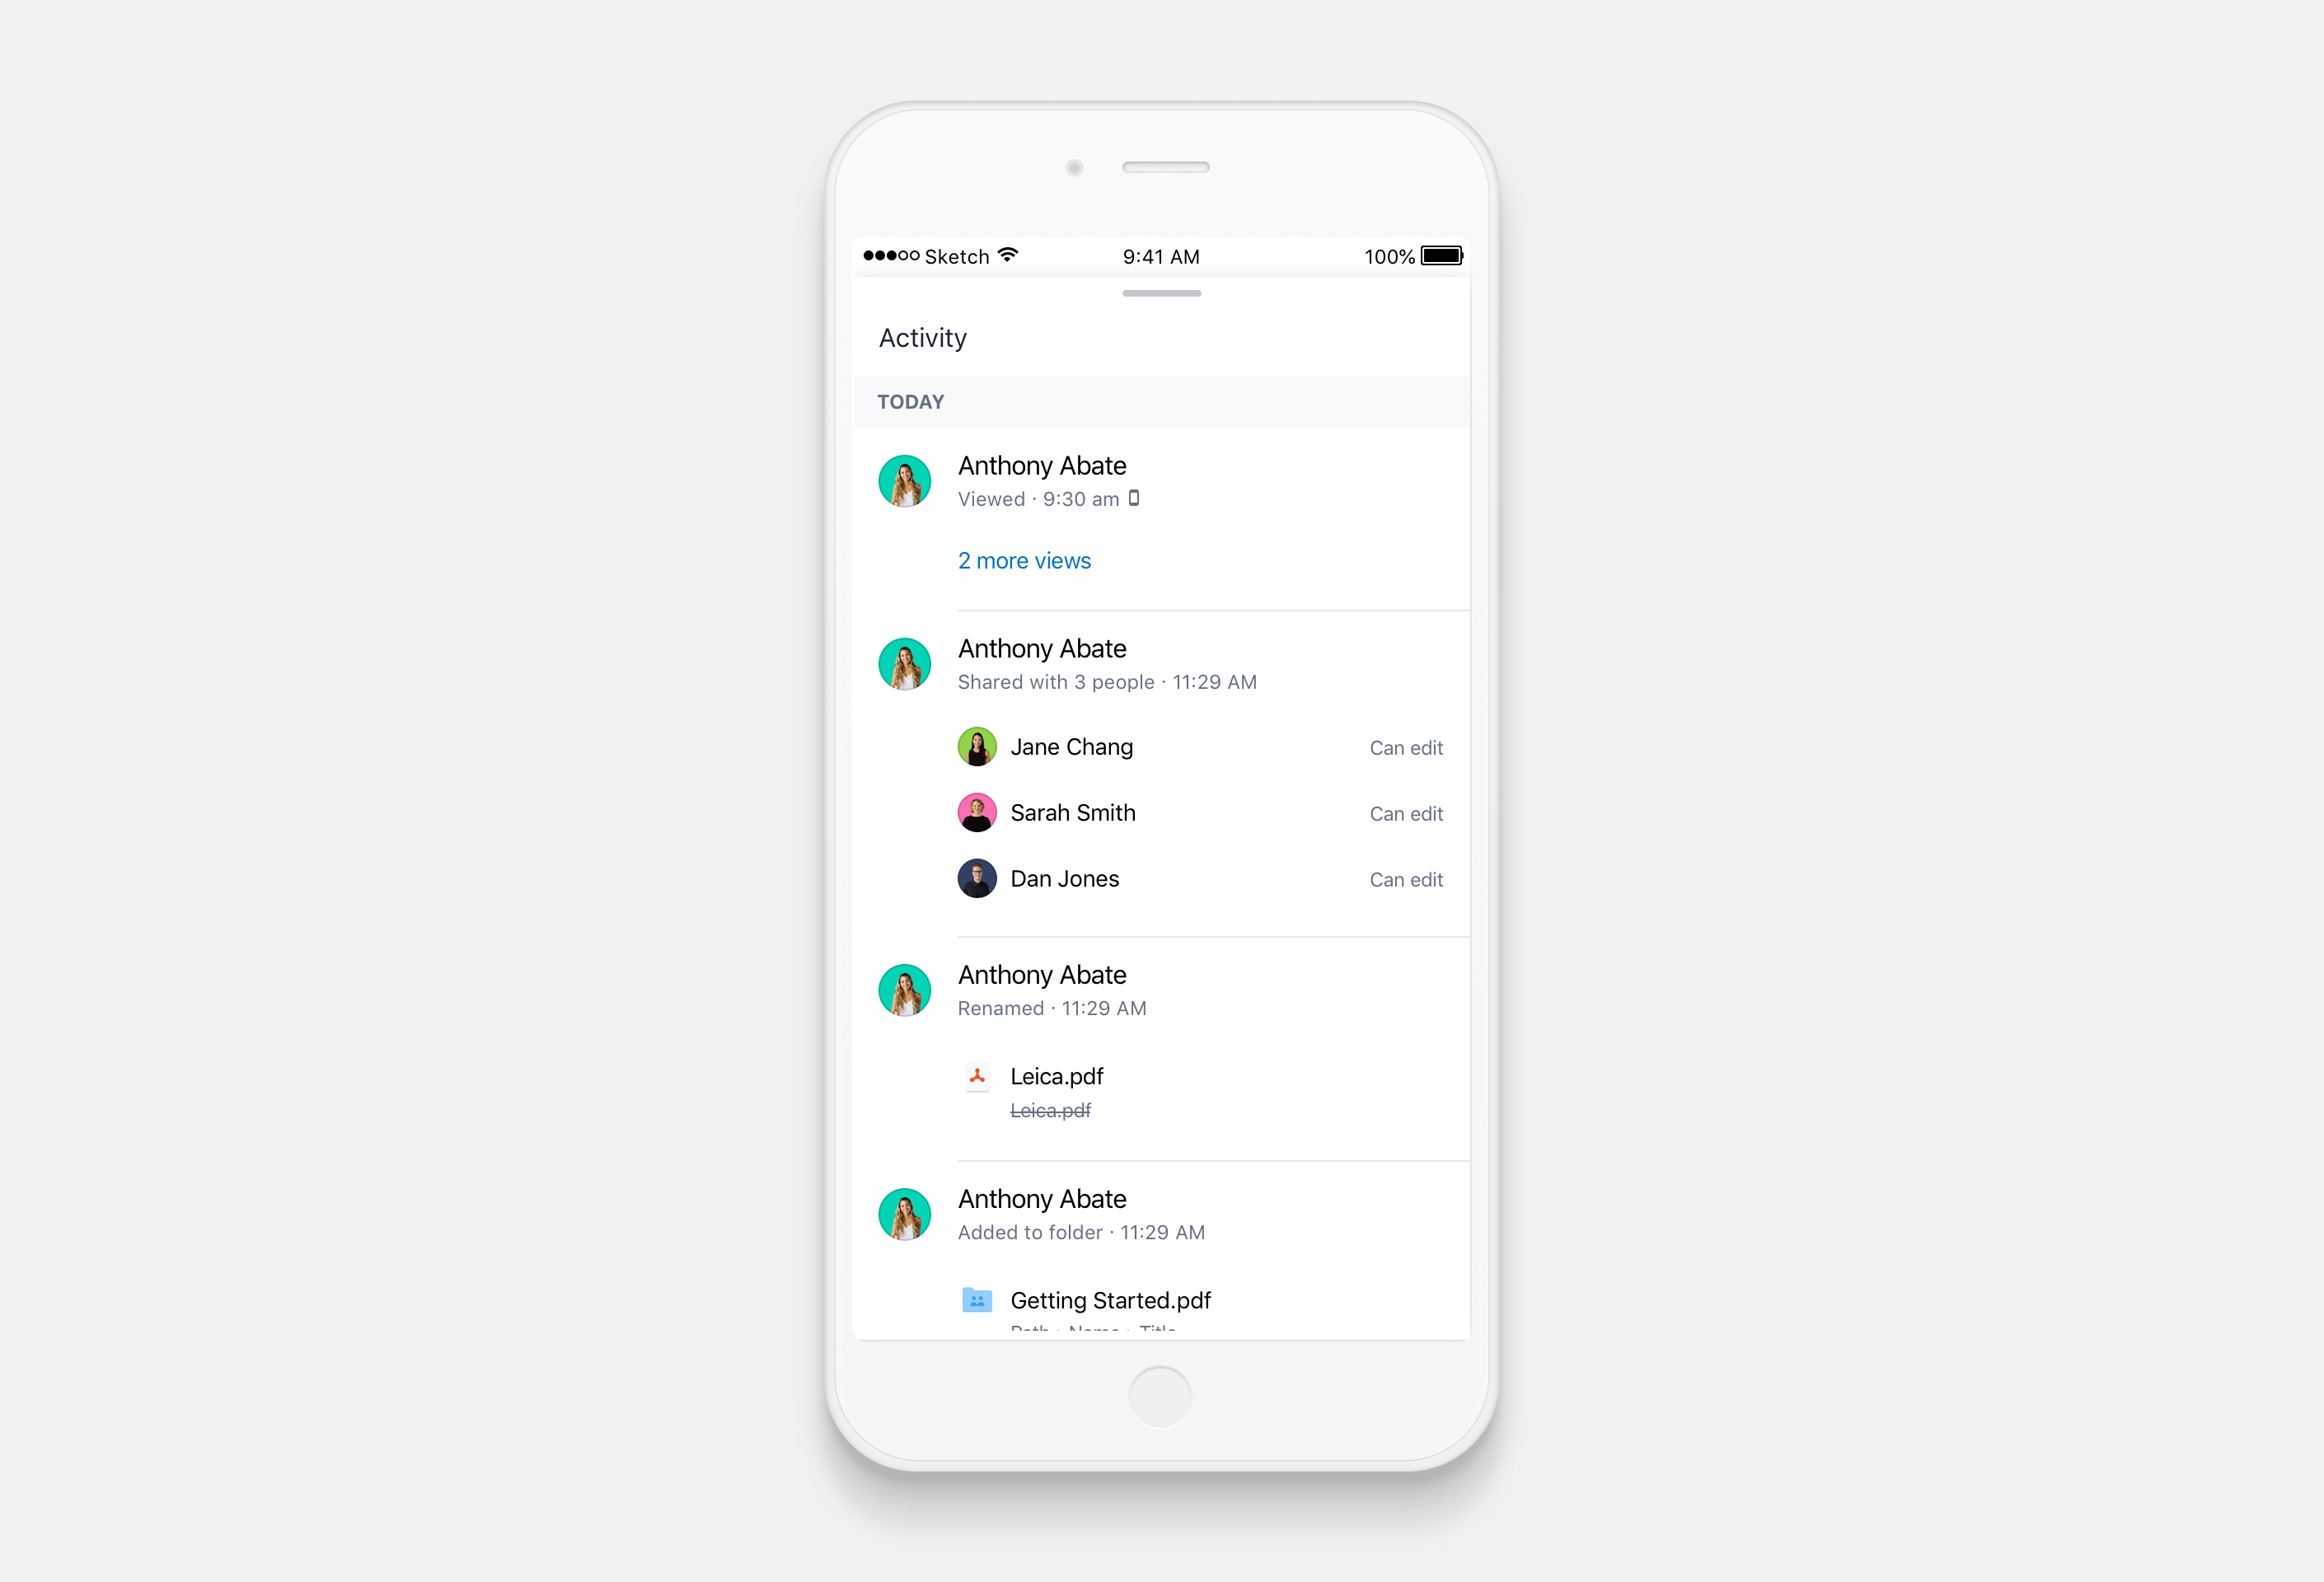 Sketch 9:41 AM 100%
Activity
TODAY
Anthony Abate
Viewed · 9:30 am
2 more views
Anthony Abate
Shared with 3 people · 11:29 AM
Jane Chang Can edit
Sarah Smith Can edit
Dan Jones Can edit
Anthony Abate
Renamed · 11:29 AM
Leica.pdf
Leica.pdf
Anthony Abate
Added to folder · 11:29 AM
Getting Started.pdf